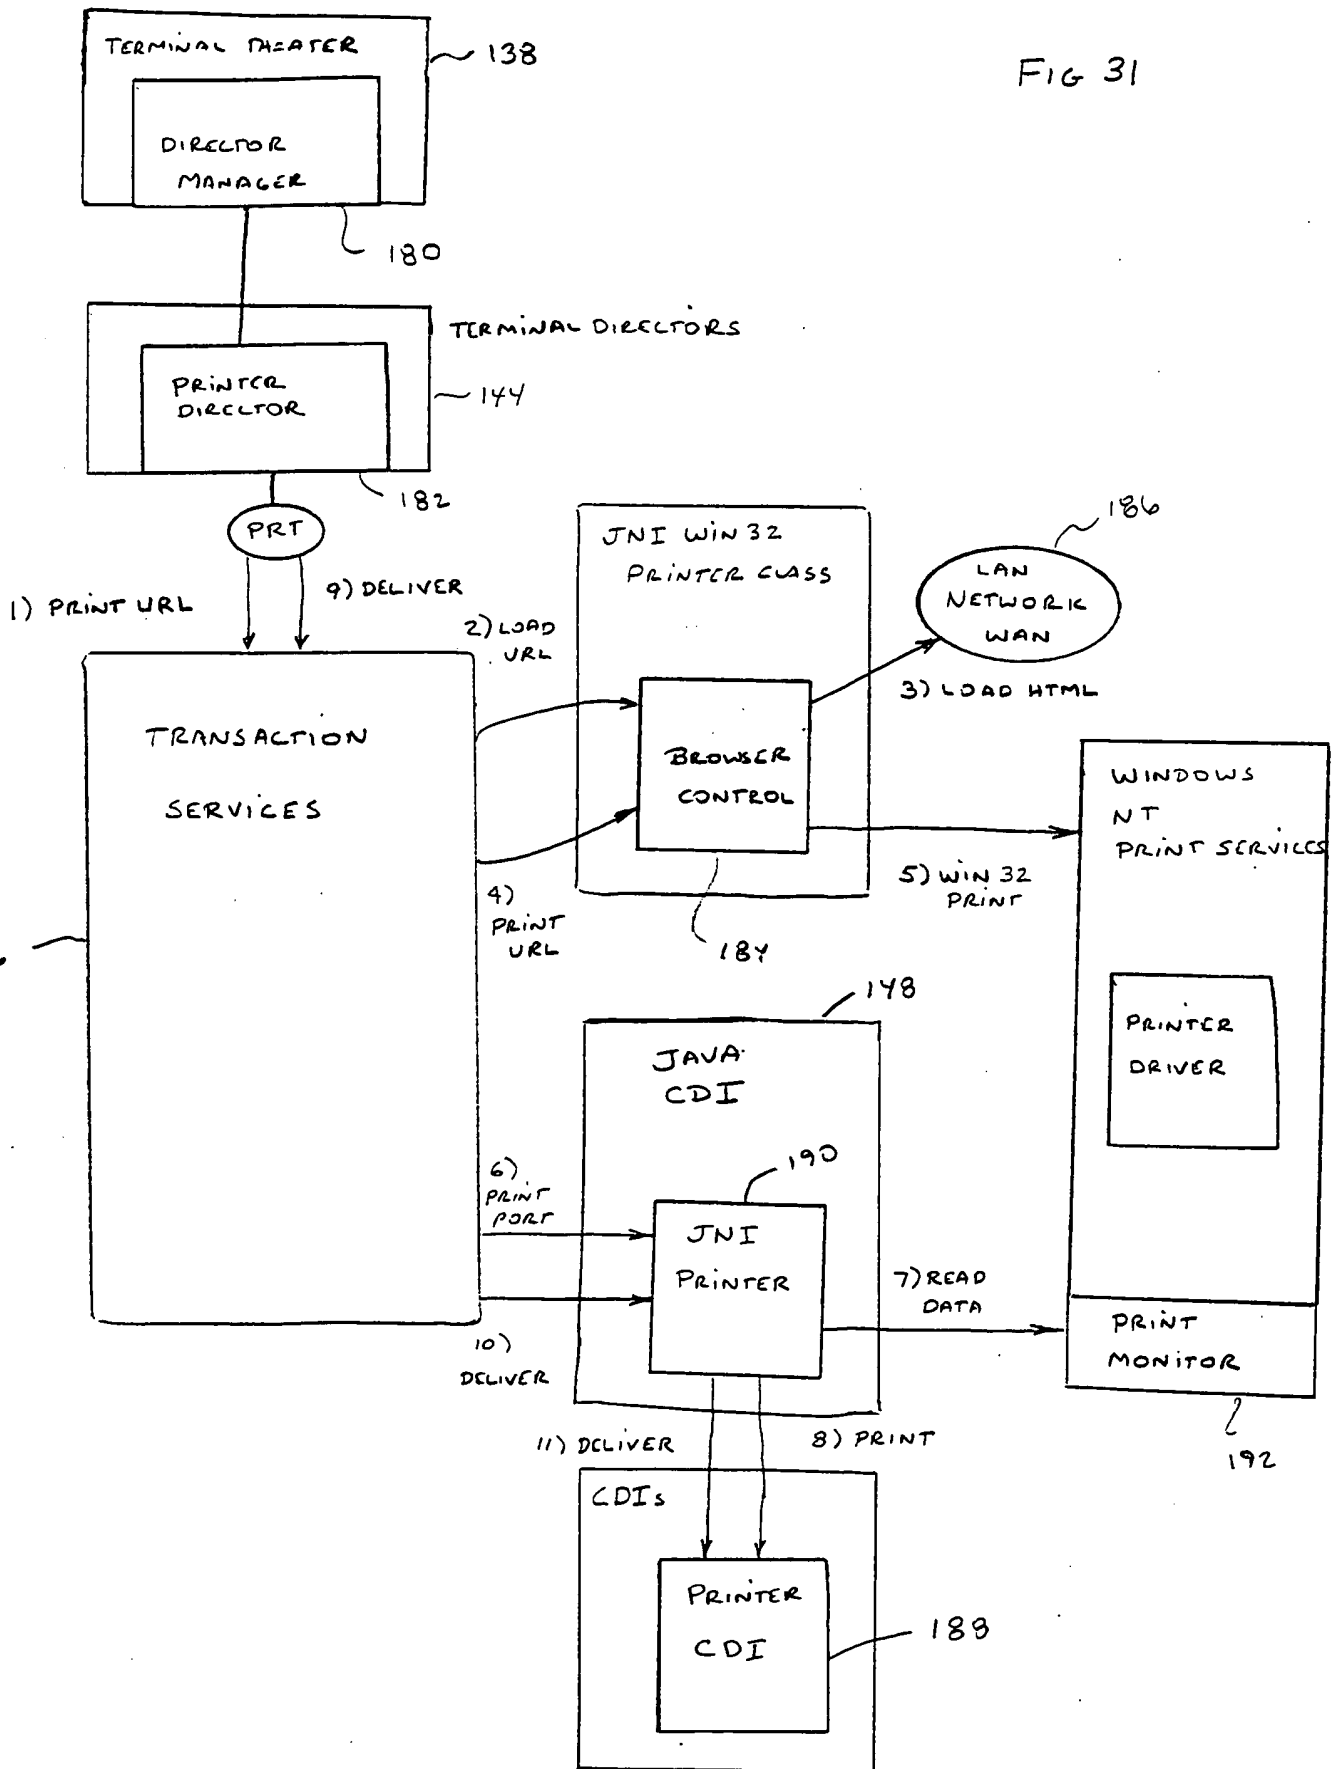 FIG 31
TERMINAL THEATER
138
DIRECTOR
MANAGER
180
TERMINAL DIRECTORS
PRINTER
DIRECTOR
144
182
PRT
1) PRINT URL
9) DELIVER
TRANSACTION
SERVICES
2) LOAD
URL
JNI WIN 32
PRINTER CLASS
BROWSER
CONTROL
184
186
LAN
NETWORK
WAN
3) LOAD HTML
4)
PRINT
URL
5) WIN 32
PRINT
WINDOWS
NT
PRINT SERVICES
PRINTER
DRIVER
148
JAVA
CDI
190
6)
PRINT
PORT
JNI
PRINTER
7) READ
DATA
PRINT
MONITOR
192
10)
DELIVER
11) DELIVER
8) PRINT
CDIs
PRINTER
CDI
188